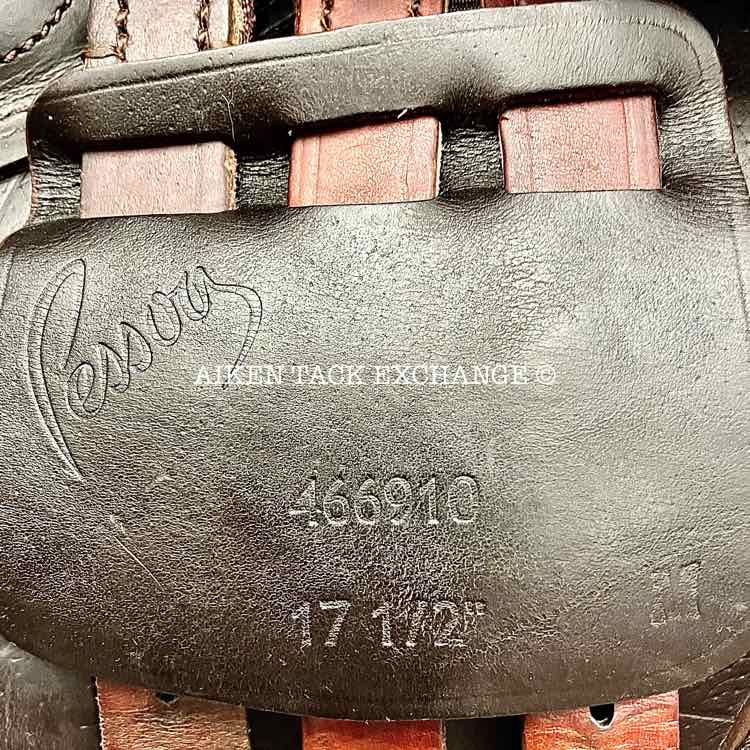 Pessoa
AIKEN TACK EXCHANGE ©
466910
17 1/2"
M